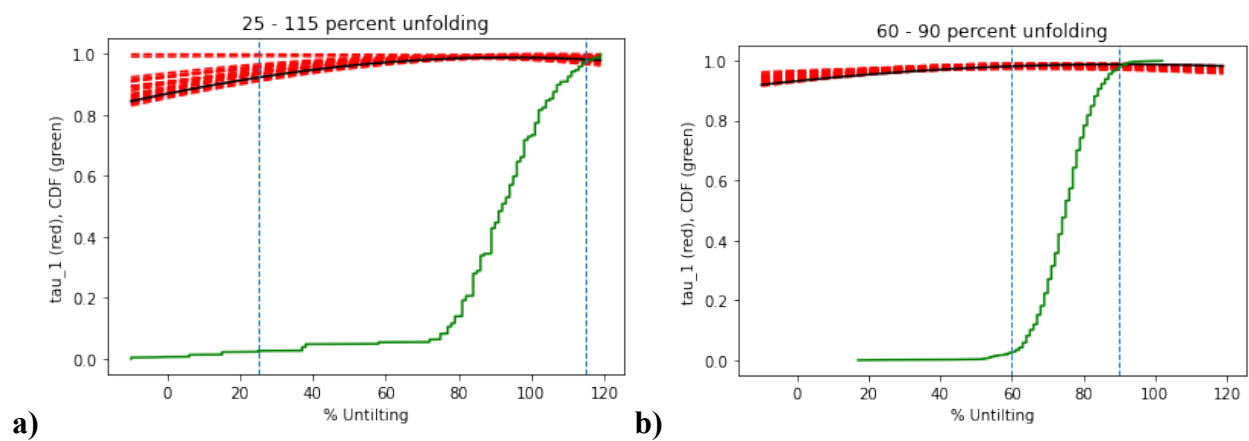 25 - 115 percent unfolding
tau_1 (red), CDF (green)
1.0
0.8
0.6
0.4
0.2
0.0
0 20 40 60 80 100 120
% Untilting
a)
60 - 90 percent unfolding
tau_1 (red), CDF (green)
1.0
0.8
0.6
0.4
0.2
0.0
0 20 40 60 80 100 120
% Untilting
b)